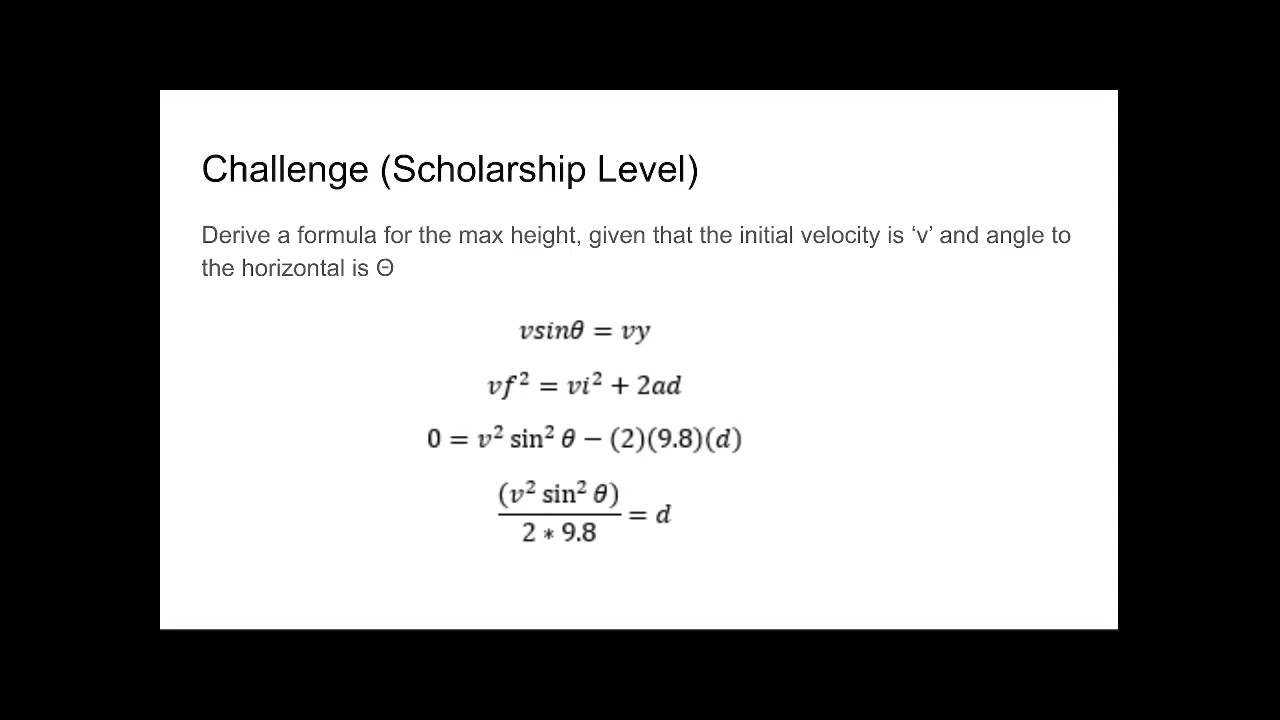 Challenge (Scholarship Level)
Derive a formula for the max height, given that the initial velocity is ‘v’ and angle to
the horizontal is Θ
vsinθ = vy
vf² = vi² + 2ad
0 = v² sin² θ − (2)(9.8)(d)
(v² sin² θ) / 2 ∗ 9.8 = d